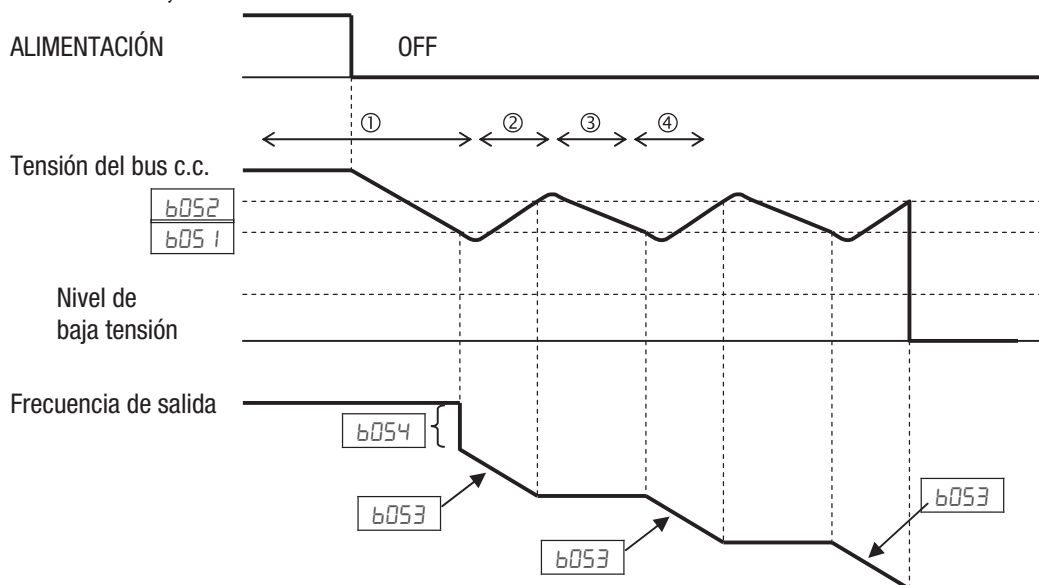 ALIMENTACIÓN
OFF
① ② ③ ④
Tensión del bus c.c.
b052
b051
Nivel de
baja tensión
Frecuencia de salida
b054
b053
b053
b053